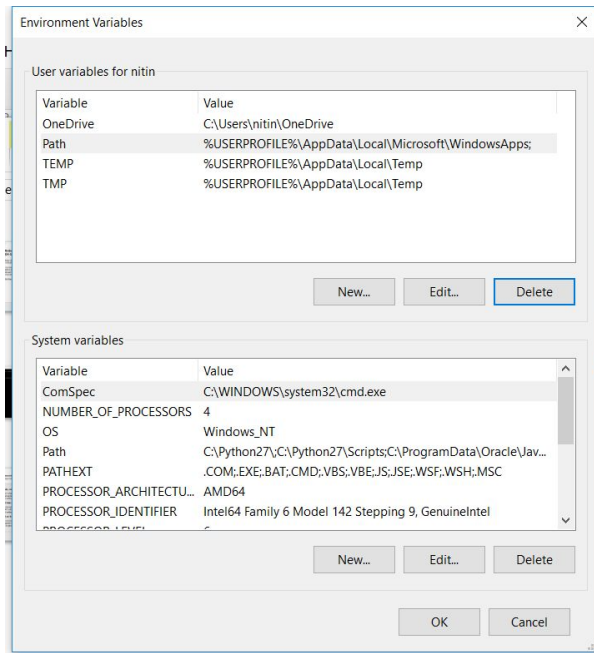 Environment Variables
User variables for nitin
Variable Value
OneDrive C:\Users\nitin\OneDrive
Path %USERPROFILE%\AppData\Local\Microsoft\WindowsApps;
TEMP %USERPROFILE%\AppData\Local\Temp
TMP %USERPROFILE%\AppData\Local\Temp
New... Edit... Delete
System variables
Variable Value
ComSpec C:\WINDOWS\system32\cmd.exe
NUMBER_OF_PROCESSORS 4
OS Windows_NT
Path C:\Python27\;C:\Python27\Scripts;C:\ProgramData\Oracle\Jav...
PATHEXT .COM;.EXE;.BAT;.CMD;.VBS;.VBE;.JS;.JSE;.WSF;.WSH;.MSC
PROCESSOR_ARCHITECTU... AMD64
PROCESSOR_IDENTIFIER Intel64 Family 6 Model 142 Stepping 9, GenuineIntel
New... Edit... Delete
OK Cancel